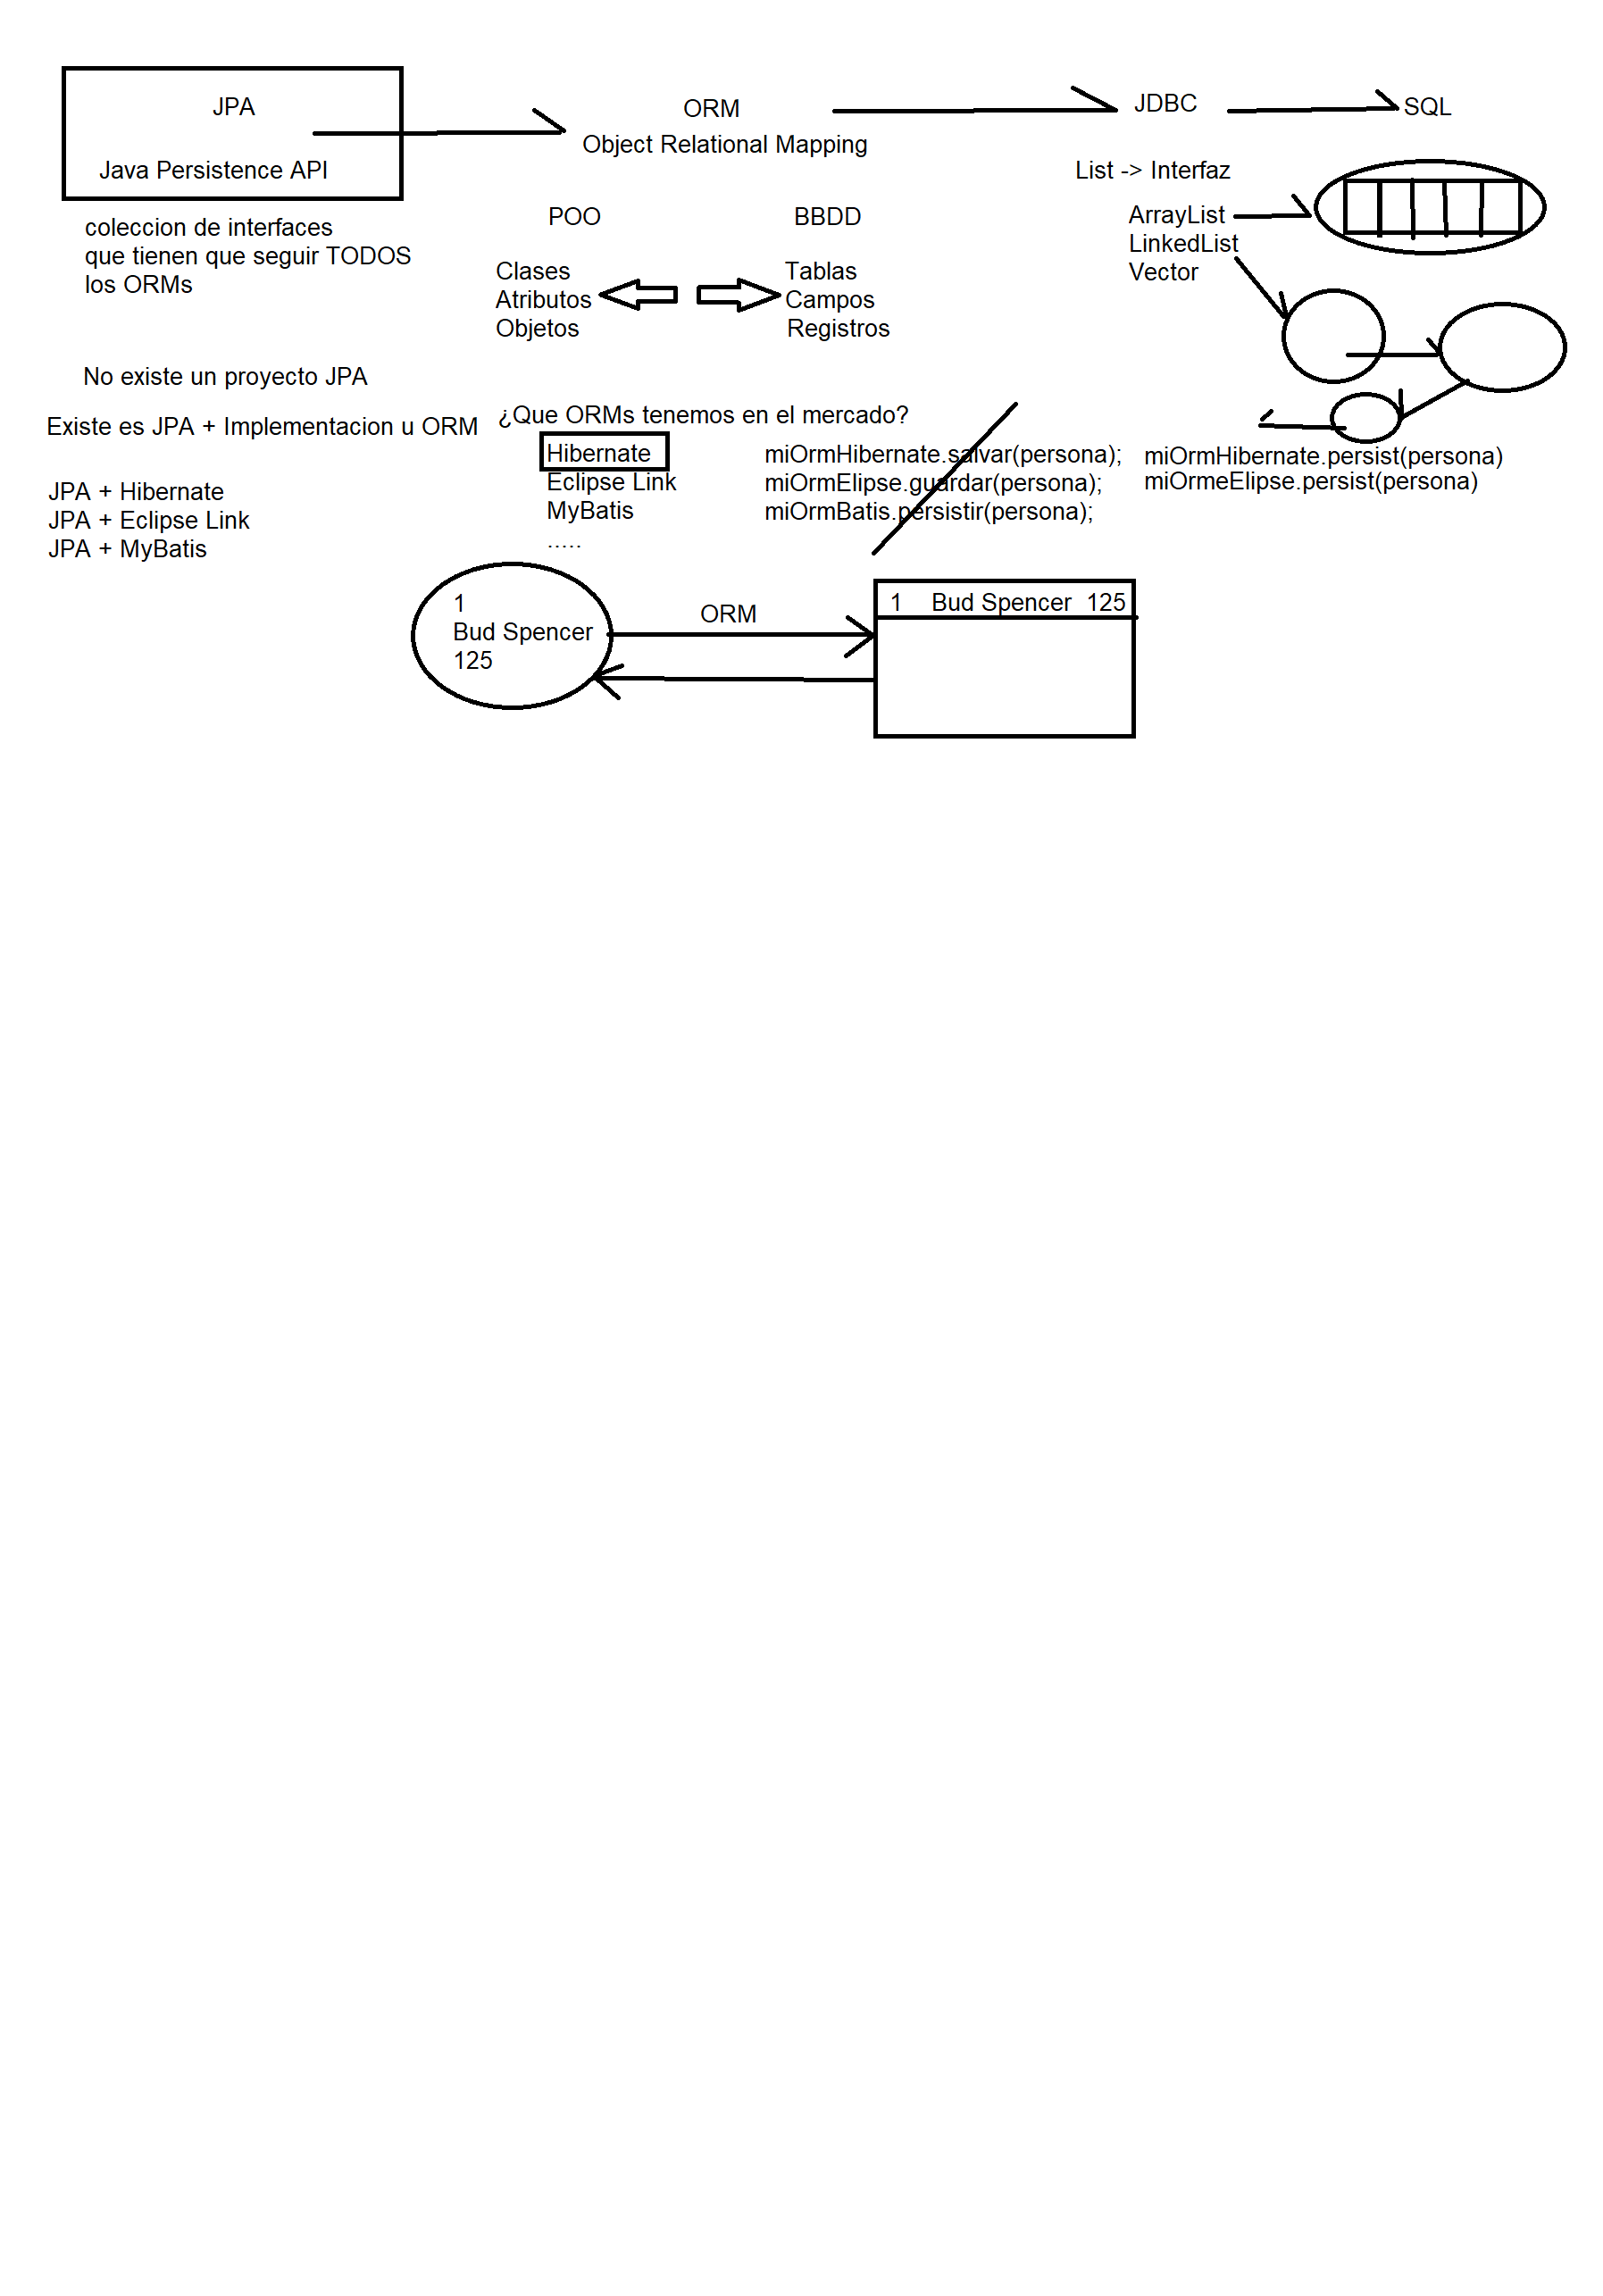 JPA
Java Persistence API
ORM
Object Relational Mapping
JDBC
SQL
coleccion de interfaces
que tienen que seguir TODOS
los ORMs
No existe un proyecto JPA
Existe es JPA + Implementacion u ORM
JPA + Hibernate
JPA + Eclipse Link
JPA + MyBatis
POO
Clases
Atributos
Objetos
BBDD
Tablas
Campos
Registros
List -> Interfaz
ArrayList
LinkedList
Vector
¿Que ORMs tenemos en el mercado?
Hibernate
Eclipse Link
MyBatis
.....
miOrmHibernate.salvar(persona);
miOrmElipse.guardar(persona);
miOrmBatis.persistir(persona);
miOrmHibernate.persist(persona)
miOrmeElipse.persist(persona)
1
Bud Spencer
125
ORM
1 Bud Spencer 125